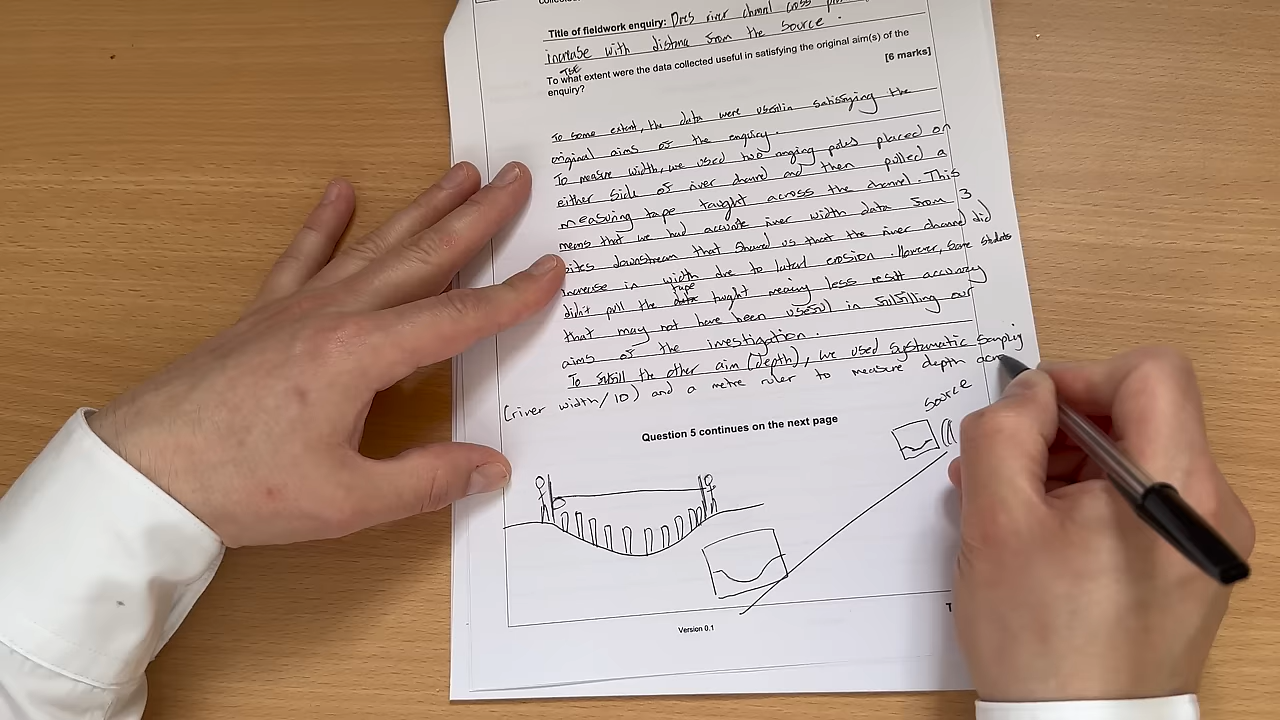 Title of fieldwork enquiry: Does river channel cross
increase with distance from the source.
[6 marks]
To what extent were the data collected useful in satisfying the original aim(s) of the
enquiry?
To some extent, the data were useful in satisfying the
original aims of the enquiry.
To measure width, we used two ranging poles placed on
either side of river channel and then pulled a
measuring tape taught across the channel. This
means that we had accurate river width data from 3
sites downstream that showed us that the river channel did
increase in width due to lateral erosion. However, some students
didn't pull the tape taught meaning less result accuracy
that may not have been useful in fulfilling our
aims of the investigation.
To fulfill the other aim (depth), we used systematic sampling
(river width/10) and a metre ruler to measure depth
source
Question 5 continues on the next page
Version 0.1